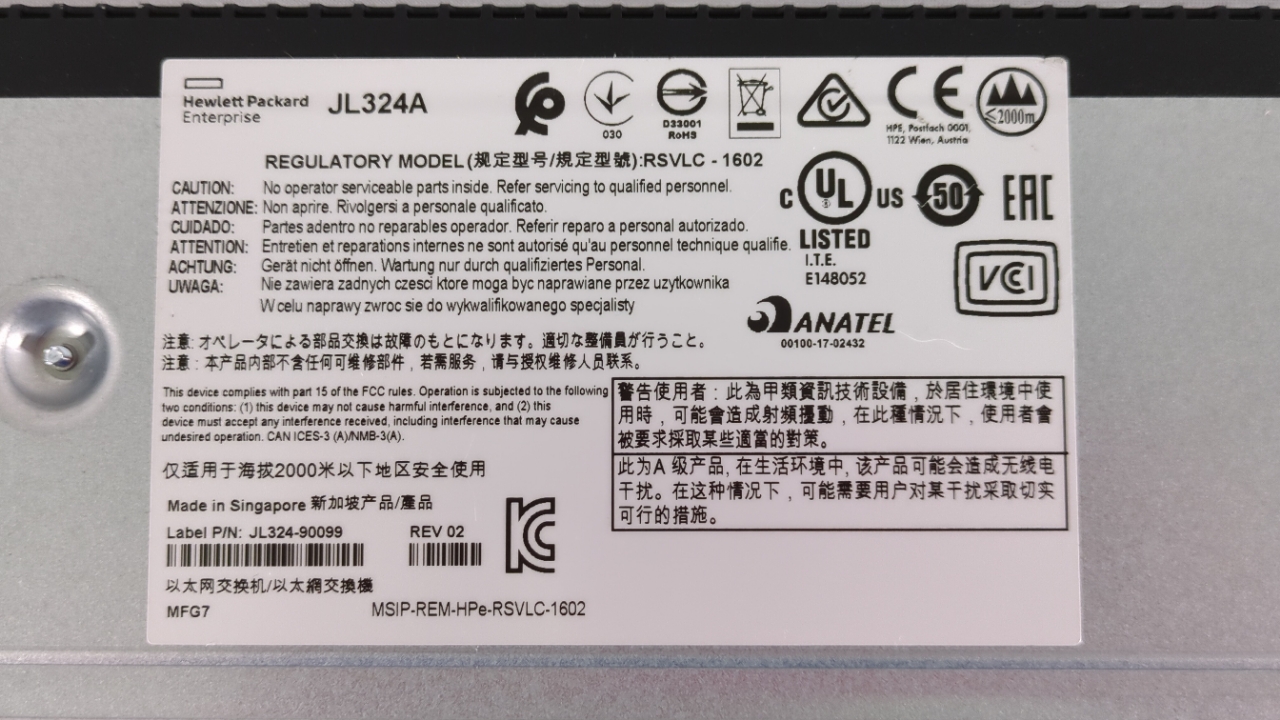 Hewlett Packard
Enterprise
JL324A
030
D33001
RoHS
HPE, Postfach 0001,
1122 Wien, Austria
≤2000m
REGULATORY MODEL (规定型号/規定型號):RSVLC - 1602
CAUTION: No operator serviceable parts inside. Refer servicing to qualified personnel.
ATTENZIONE: Non aprire. Rivolgersi a personale qualificato.
CUIDADO: Partes adentro no reparables operador. Referir reparo a personal autorizado.
ATTENTION: Entretien et reparations internes ne sont autorisé qu'au personnel technique qualifie.
ACHTUNG: Gerät nicht öffnen. Wartung nur durch qualifiziertes Personal.
UWAGA: Nie zawiera zadnych czesci ktore moga byc naprawiane przez uzytkownika
W celu naprawy zwroc sie do wykwalifikowanego specjalisty
C UL US
LISTED
I.T.E.
E148052
50
EAC
VCCI
ANATEL
00100-17-02432
注意: オペレータによる部品交換は故障のもとになります。適切な整備員が行うこと。
注意：本产品内部不含任何可维修部件，若需服务，请与授权维修人员联系。
This device complies with part 15 of the FCC rules. Operation is subjected to the following
two conditions: (1) this device may not cause harmful interference, and (2) this
device must accept any interference received, including interference that may cause
undesired operation. CAN ICES-3 (A)/NMB-3(A).
警告使用者：此為甲類資訊技術設備，於居住環境中使
用時，可能會造成射頻擾動，在此種情況下，使用者會
被要求採取某些適當的對策。
此为A 级产品, 在生活环境中, 该产品可能会造成无线电
干扰。在这种情况下，可能需要用户对某干扰采取切实
可行的措施。
仅适用于海拔2000米以下地区安全使用
Made in Singapore 新加坡产品/產品
Label P/N: JL324-90099
REV 02
以太网交换机/以太網交換機
MFG7
MSIP-REM-HPe-RSVLC-1602